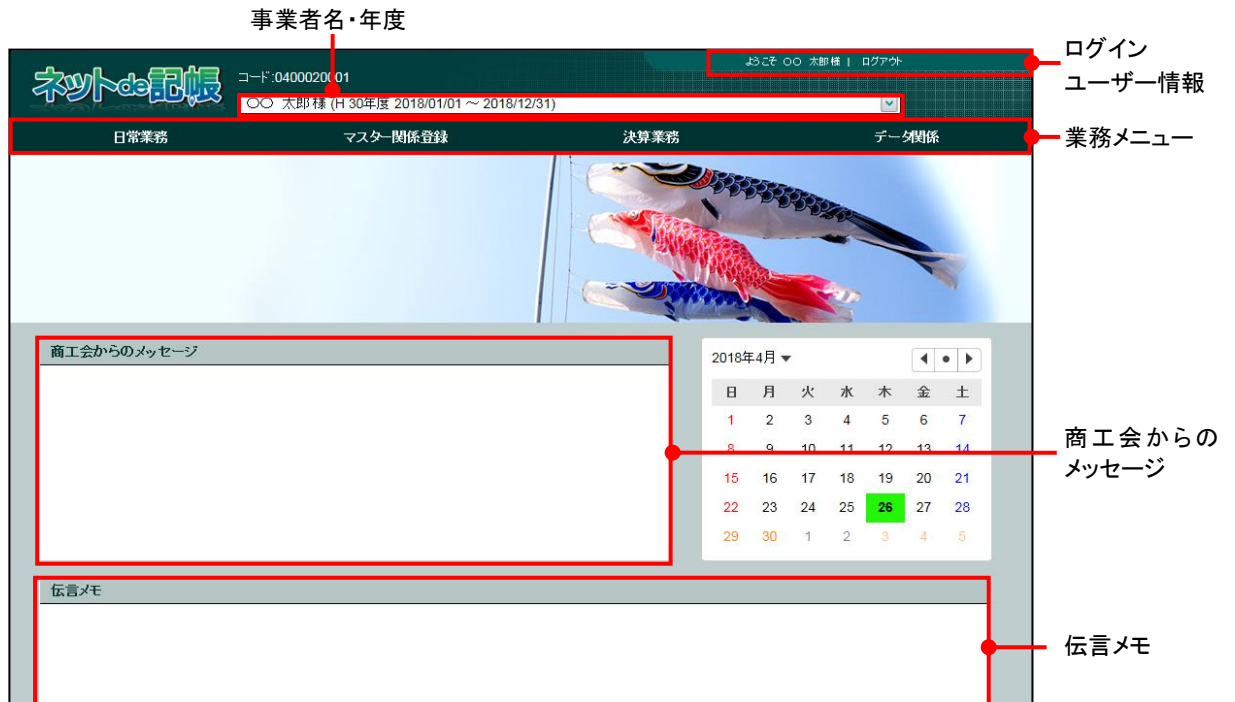 事業者名・年度
ログイン
ユーザー情報
ようこそ 〇〇 太郎 様 | ログアウト
ネットde記帳
コード:0400020001
〇〇 太郎 様 (H 30年度 2018/01/01 ~ 2018/12/31)
日常業務 マスター関係登録 決算業務 データ関係
業務メニュー
商工会からのメッセージ
2018年4月
日 月 火 水 木 金 土
1 2 3 4 5 6 7
8 9 10 11 12 13 14
15 16 17 18 19 20 21
22 23 24 25 26 27 28
29 30 1 2 3 4 5
商工会からの
メッセージ
伝言メモ
伝言メモ